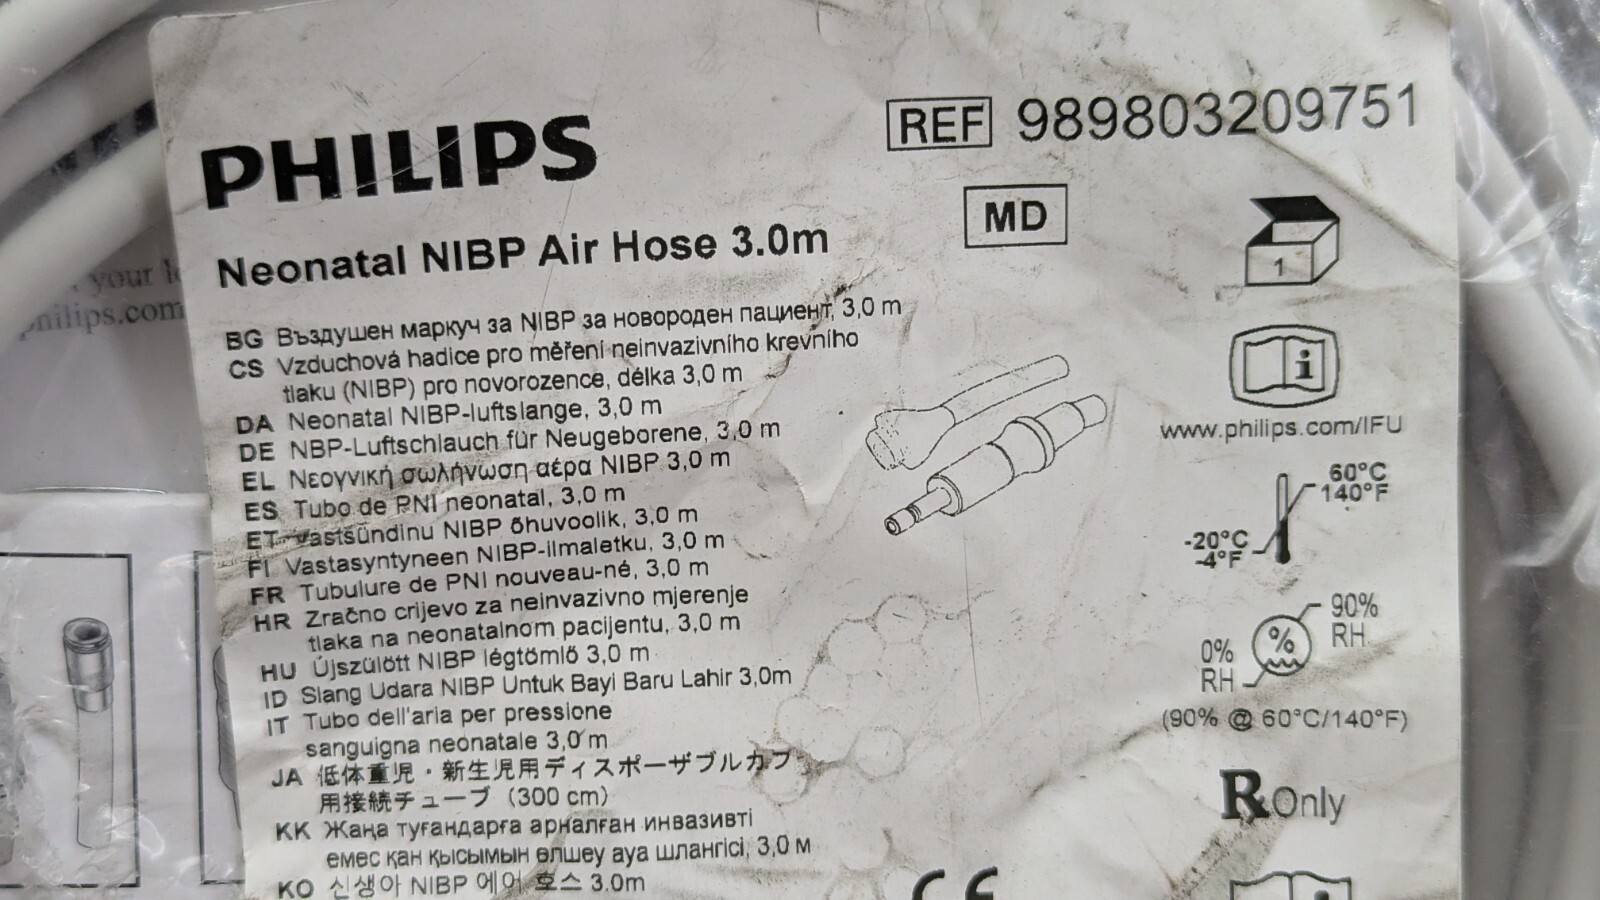 PHILIPS
REF 989803209751
MD
Neonatal NIBP Air Hose 3.0m
1
BG Въздушен маркуч за NIBP за новороден пациент, 3,0 m
CS Vzduchová hadice pro měření neinvazivního krevního
tlaku (NIBP) pro novorozence, délka 3,0 m
DA Neonatal NIBP-luftslange, 3,0 m
DE NBP-Luftschlauch für Neugeborene, 3,0 m
EL Νεογνική σωλήνωση αέρα NIBP 3,0 m
ES Tubo de PNI neonatal, 3,0 m
ET Vastsündinu NIBP õhuvoolik, 3,0 m
FI Vastasyntyneen NIBP-ilmaletku, 3,0 m
FR Tubulure de PNI nouveau-né, 3,0 m
HR Zračno crijevo za neinvazivno mjerenje
tlaka na neonatalnom pacijentu, 3,0 m
HU Újszülött NIBP légtömlő 3,0 m
ID Slang Udara NIBP Untuk Bayi Baru Lahir 3,0m
IT Tubo dell'aria per pressione
sanguigna neonatale 3,0 m
JA 低体重児・新生児用ディスポーザブルカフ
用接続チューブ (300 cm)
KK Жаңа туғандарға арналған инвазивті
емес қан қысымын өлшеу ауа шлангісі, 3,0 м
KO 신생아 NIBP 에어 호스 3.0m
i
www.philips.com/IFU
60°C
140°F
-20°C
-4°F
90%
RH
%
0%
RH
(90% @ 60°C/140°F)
Rx Only
CE
your
philips.com